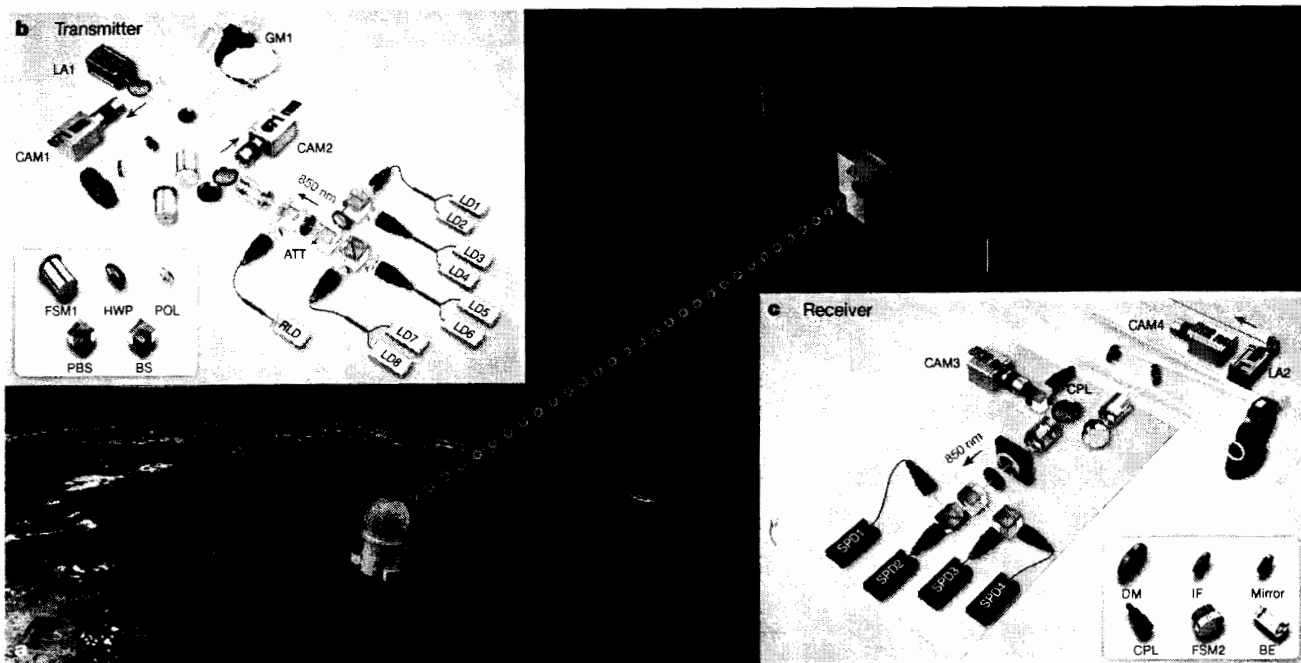 b Transmitter
GM1
LA1
CAM1
CAM2
850 nm
LD1
LD2
LD3
LD4
LD5
LD6
LD7
LD8
ATT
RLD
FSM1 HWP POL
PBS BS
c Receiver
CAM4
CAM3
LA2
CPL
850 nm
SPD1
SPD2
SPD3
SPD4
DM IF Mirror
CPL FSM2 BE
a